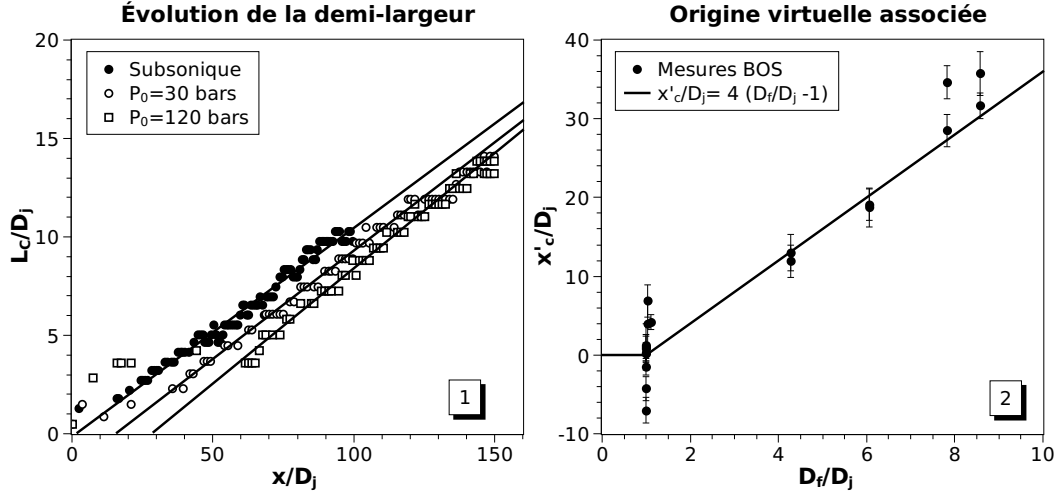 Évolution de la demi-largeur
20
15
10
5
0
L_C/D_j
Subsonique
P_0=30 bars
P_0=120 bars
1
0
50
100
150
x/D_j
Origine virtuelle associée
40
30
20
10
0
-10
x'_c/D_j
Mesures BOS
x'_c/D_j= 4 (D_f/D_j -1)
2
0
2
4
6
8
10
D_f/D_j